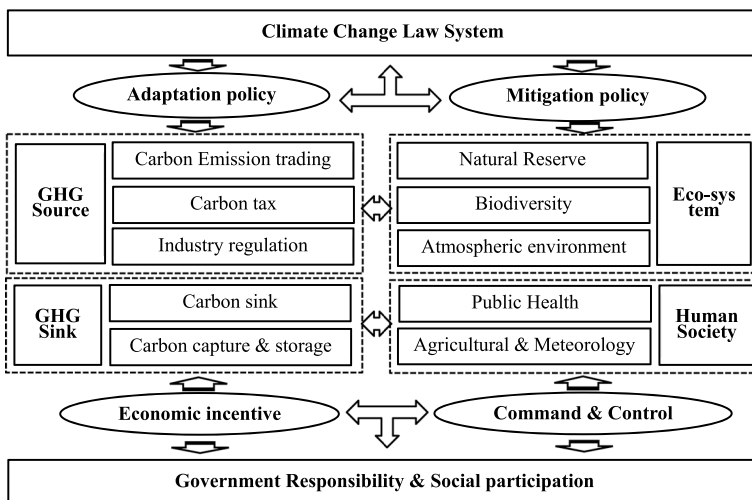 Climate Change Law System
Adaptation policy
Mitigation policy
GHG
Source
Carbon Emission trading
Carbon tax
Industry regulation
Natural Reserve
Biodiversity
Atmospheric environment
Eco-sys
tem
GHG
Sink
Carbon sink
Carbon capture & storage
Public Health
Agricultural & Meteorology
Human
Society
Economic incentive
Command & Control
Government Responsibility & Social participation